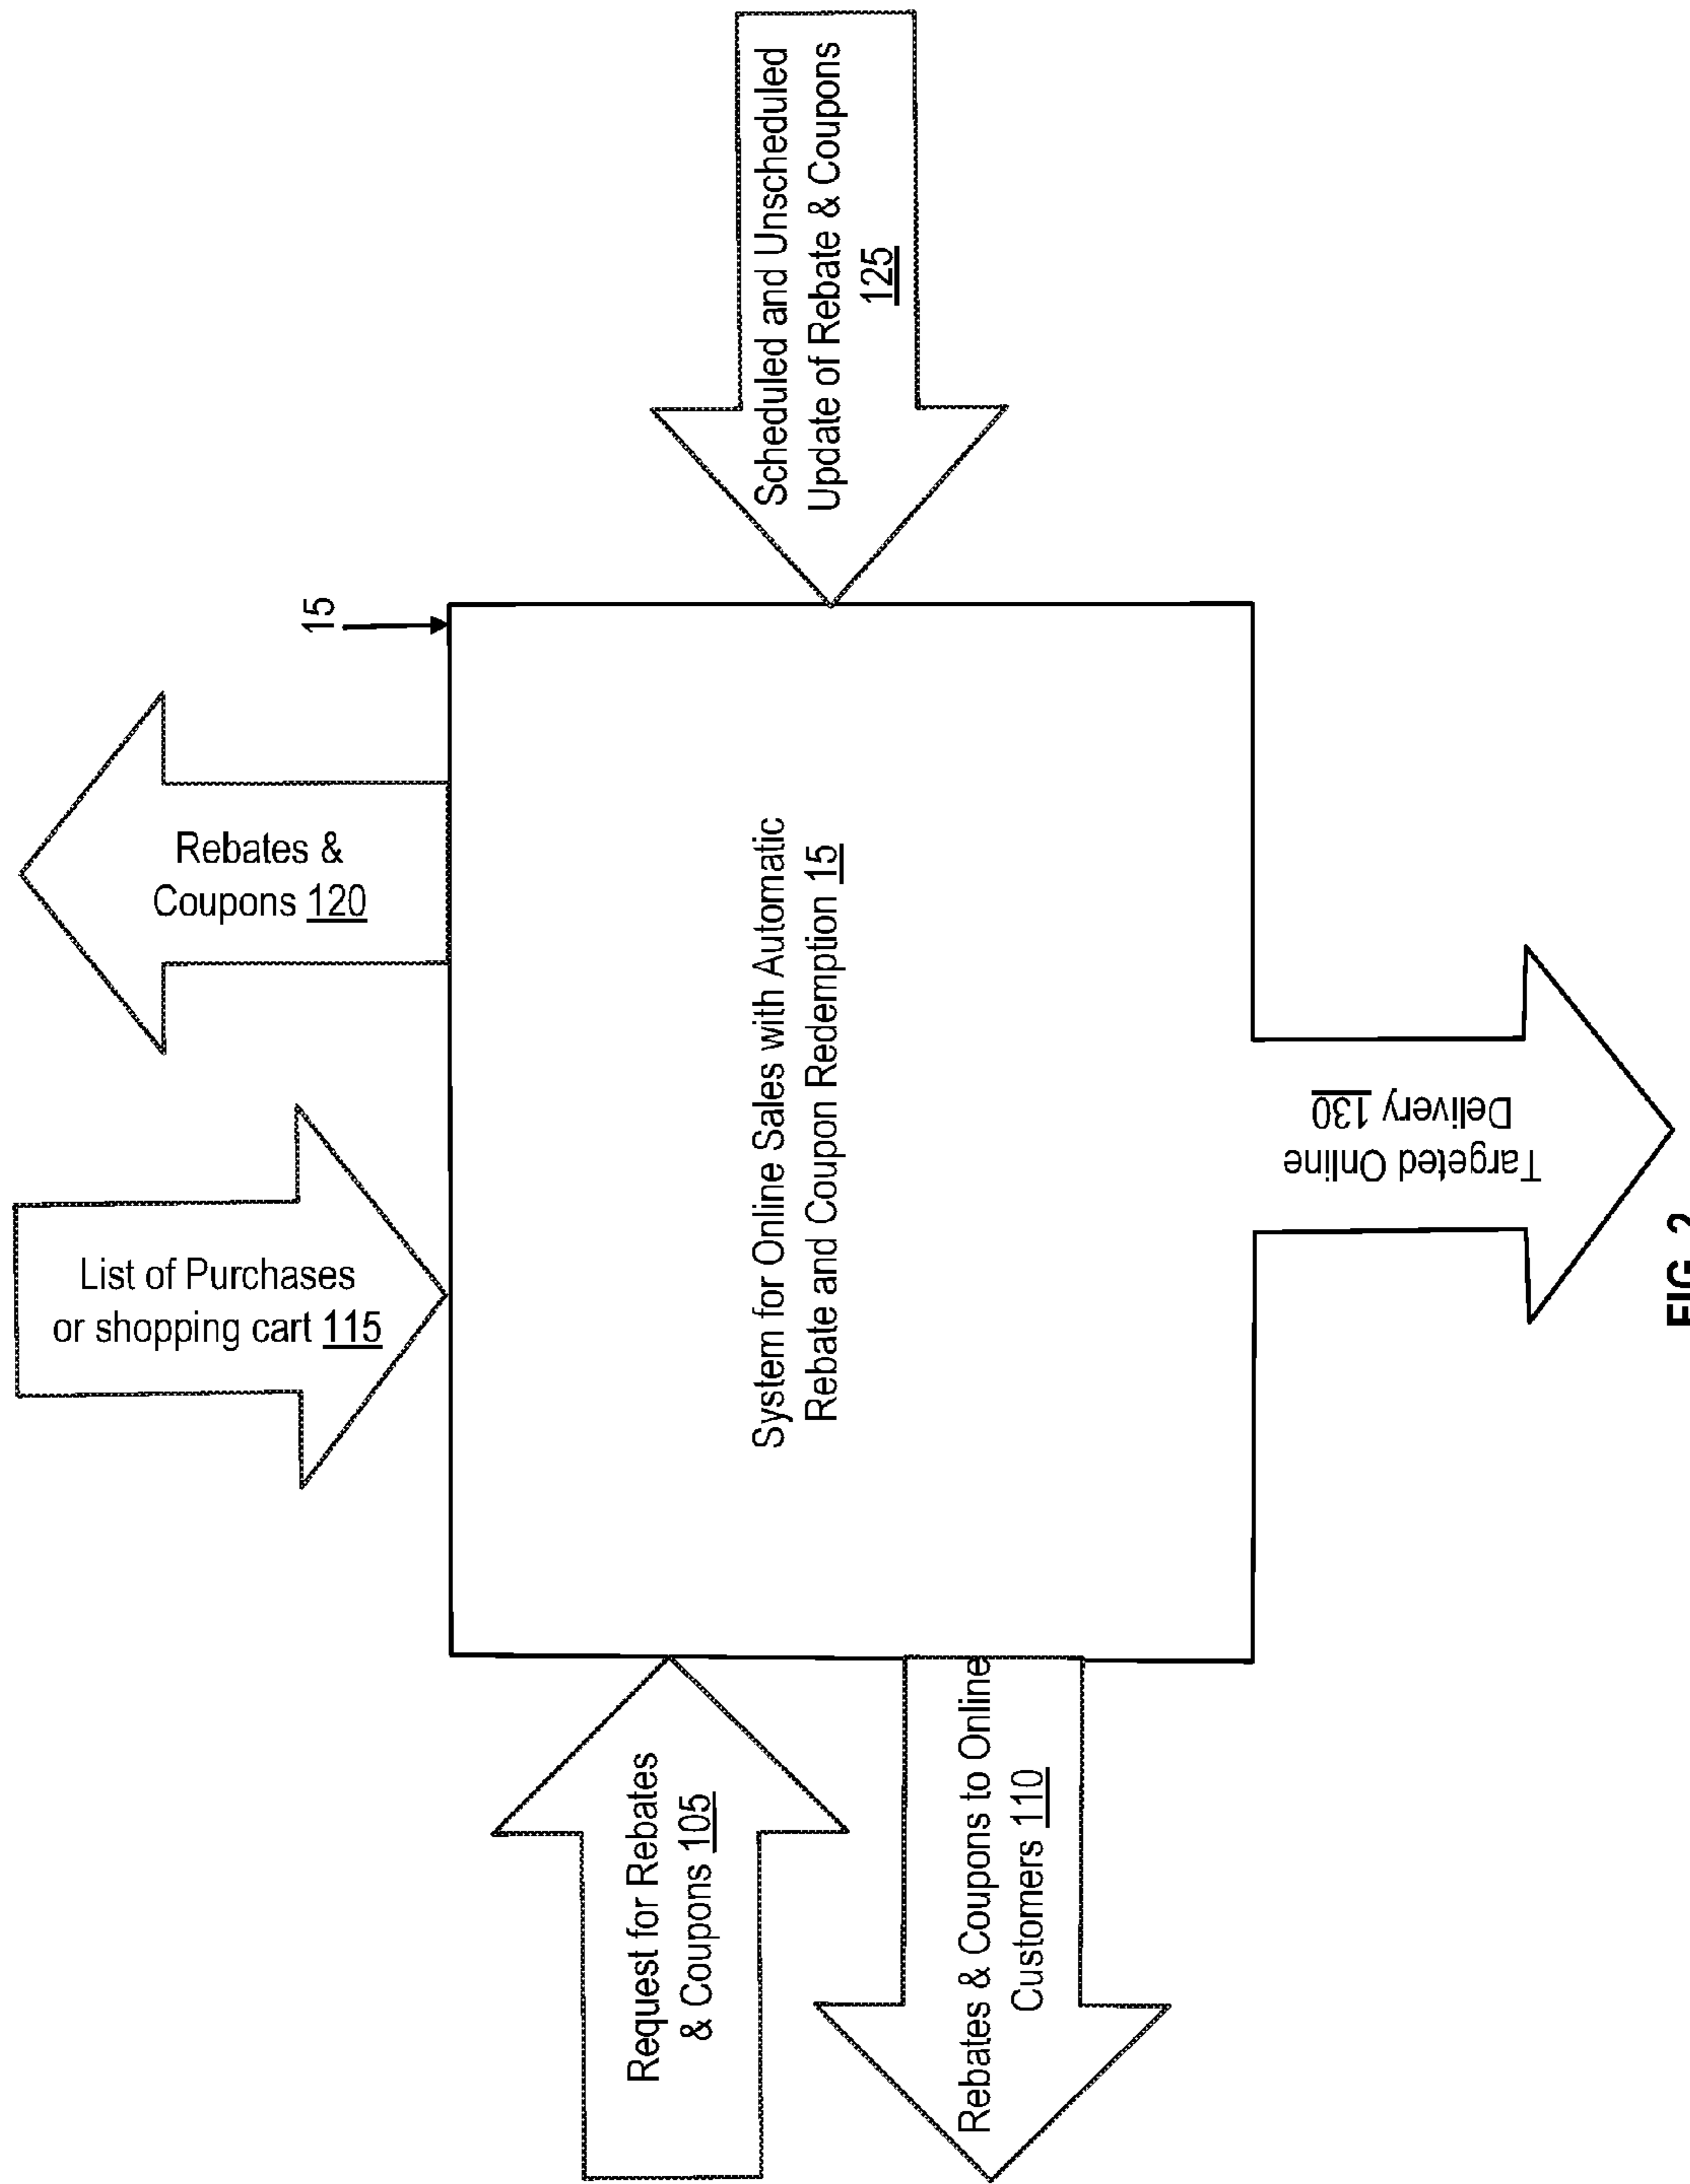 Scheduled and Unscheduled
Update of Rebate & Coupons
125
15
Rebates &
Coupons 120
List of Purchases
or shopping cart 115
System for Online Sales with Automatic
Rebate and Coupon Redemption 15
Targeted Online
Delivery 130
Request for Rebates
& Coupons 105
Rebates & Coupons to Online
Customers 110
FIG. 2